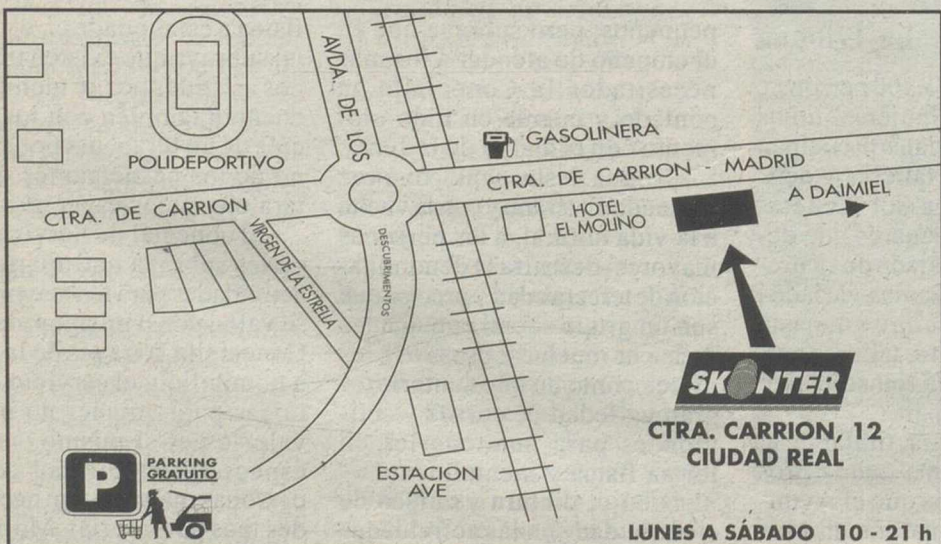 AVDA. DE LOS
DESCUBRIMIENTOS
POLIDEPORTIVO
GASOLINERA
CTRA. DE CARRION
MADRID
A DAIMIEL
HOTEL
EL MOLINO
CTRA. DE CARRION
VIRGEN DE LA ESTRELLA
SKONTER
CTRA. CARRION, 12
CIUDAD REAL
ESTACION
AVE
P
PARKING
GRATUITO
LUNES A SÁBADO 10 - 21 h